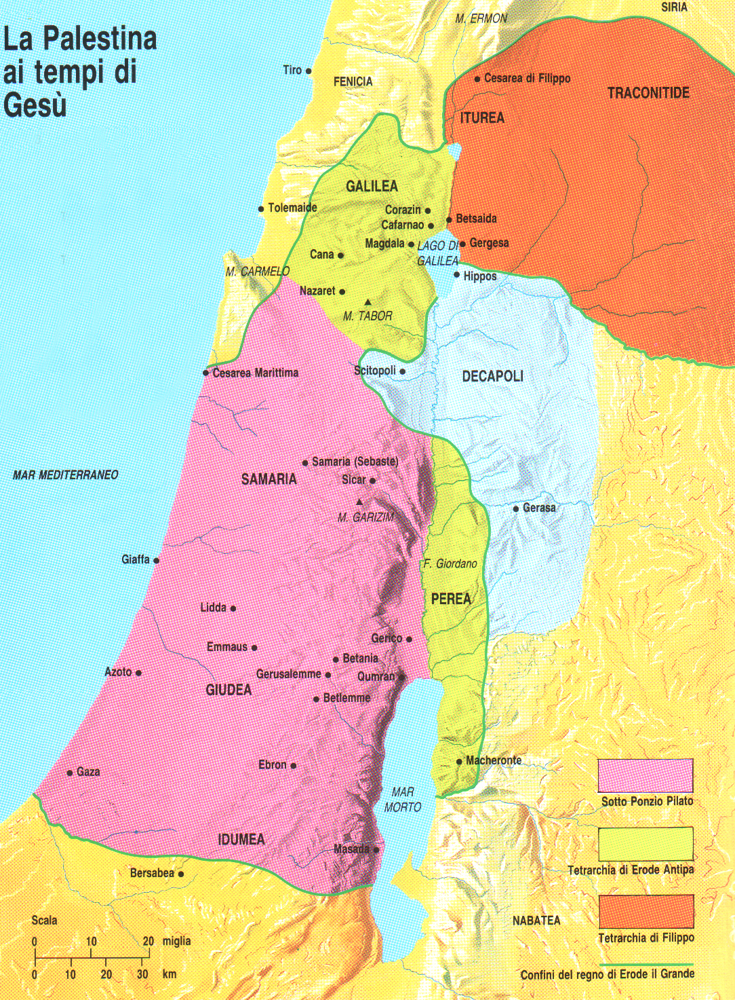 La Palestina
ai tempi di
Gesù
SIRIA
M. ERMON
Tiro
FENICIA
Cesarea di Filippo
TRACONITIDE
ITUREA
GALILEA
Tolemaide
Corazin
Betsaida
Cafarnao
Magdala
LAGO DI
GALILEA
Gergesa
Cana
M. CARMELO
Hippos
Nazaret
M. TABOR
Cesarea Marittima
Scitopoli
DECAPOLI
MAR MEDITERRANEO
Samaria (Sebaste)
SAMARIA
Sicar
M. GARIZIM
Gerasa
Giaffa
F. Giordano
PEREA
Lidda
Emmaus
Gerico
Betania
Azoto
Gerusalemme
Qumran
GIUDEA
Betlemme
Gaza
Ebron
Macheronte
MAR
MORTO
IDUMEA
Masada
Bersabea
NABATEA
Sotto Ponzio Pilato
Tetrarchia di Erode Antipa
Tetrarchia di Filippo
Confini del regno di Erode il Grande
Scala
0 10 20 miglia
0 10 20 30 km